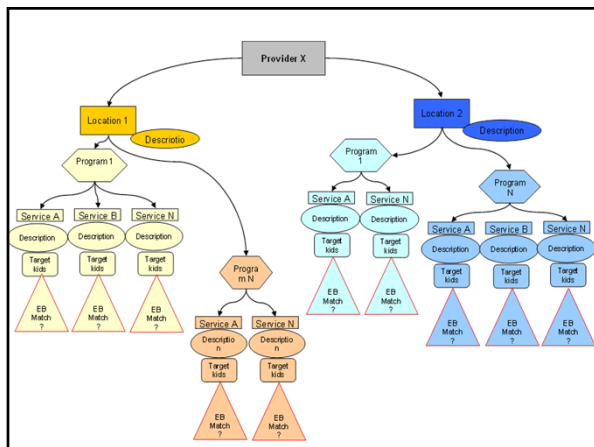 Provider X
Location 1
Descriptio
Location 2
Description
Program 1
Service A
Service B
Service N
Description
Description
Description
Target
kids
Target
kids
Target
kids
EB
Match
?
EB
Match
?
EB
Match
?
Progra
m N
Service A
Service N
Descriptio
n
Descriptio
n
Target
kids
Target
kids
EB
Match
?
EB
Match
?
Program
1
Service A
Service N
Description
Description
Target
kids
Target
kids
EB
Match
?
EB
Match
?
Program
N
Service A
Service B
Service N
Description
Description
Description
Target
kids
Target
kids
Target
kids
EB
Match
?
EB
Match
?
EB
Match
?